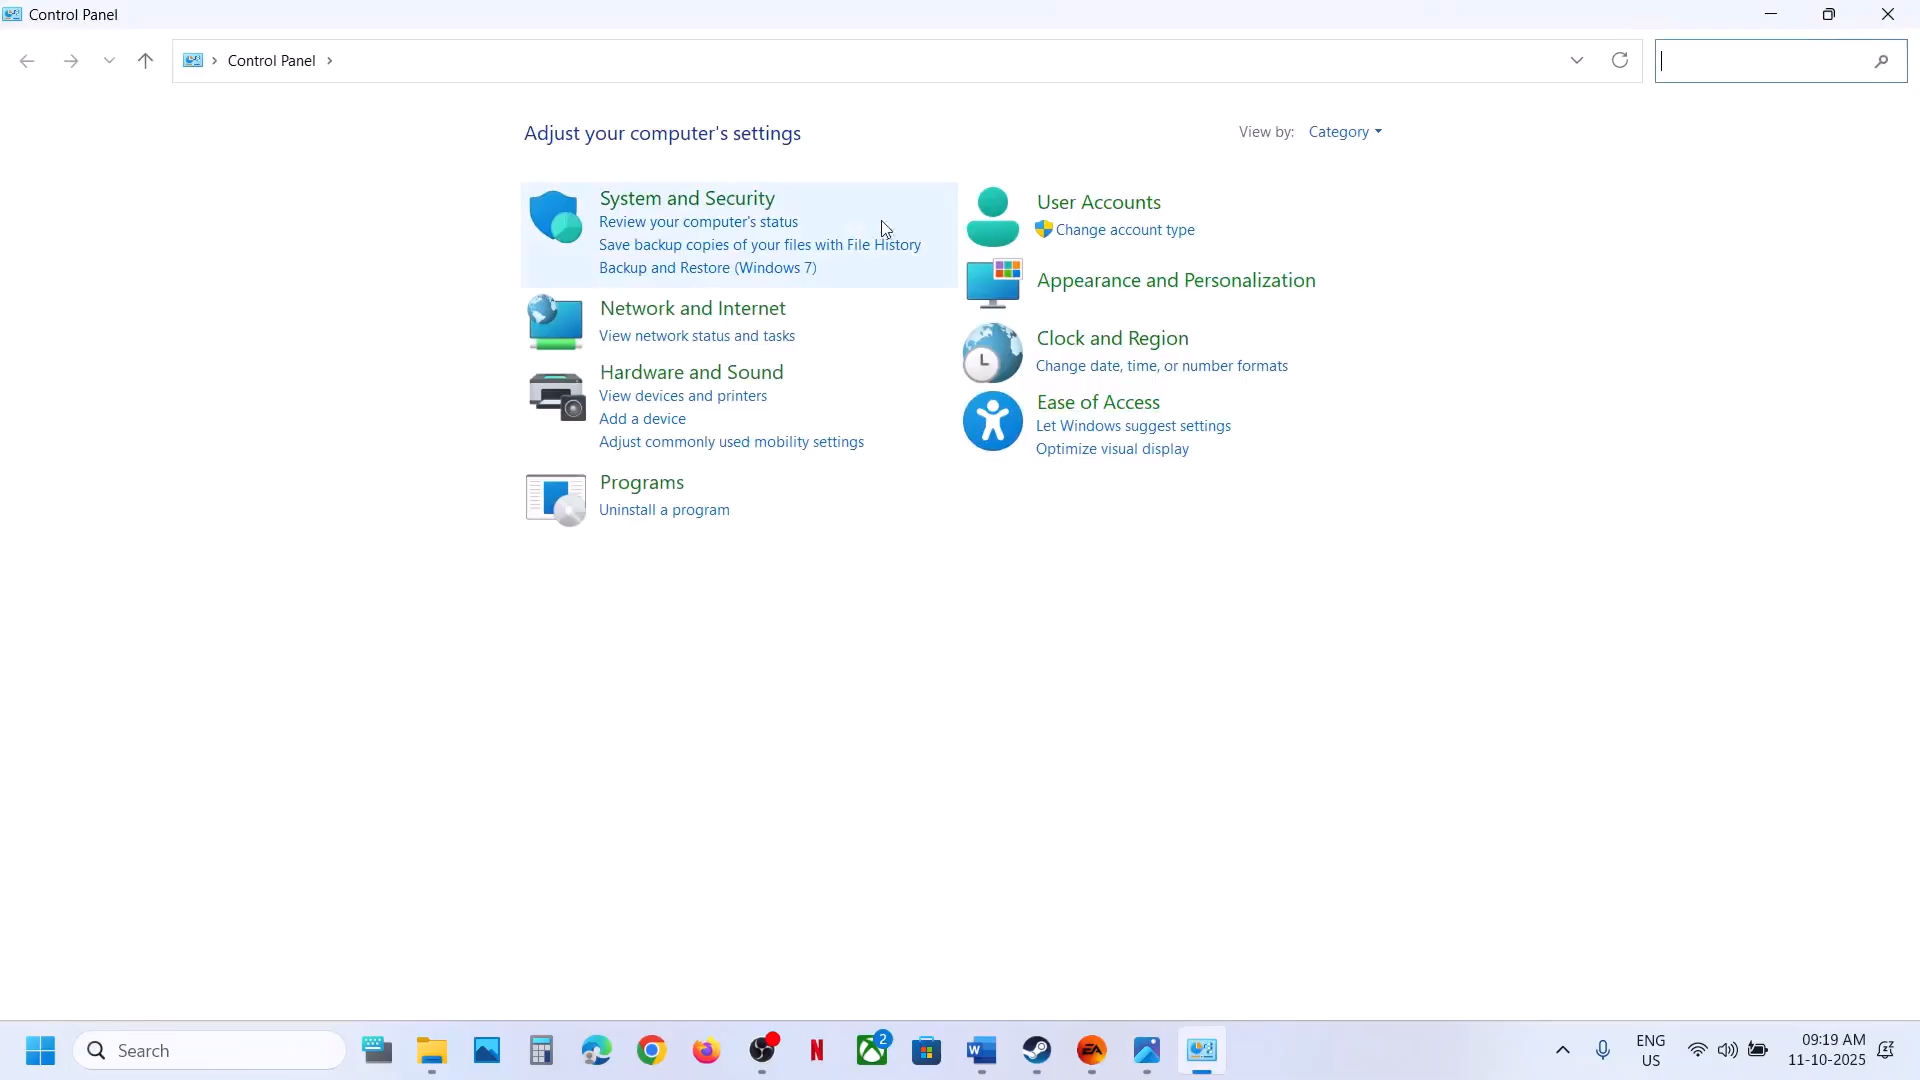 Control Panel
Control Panel
Adjust your computer's settings
View by: Category
System and Security
Review your computer's status
Save backup copies of your files with File History
Backup and Restore (Windows 7)
Network and Internet
View network status and tasks
Hardware and Sound
View devices and printers
Add a device
Adjust commonly used mobility settings
Programs
Uninstall a program
User Accounts
Change account type
Appearance and Personalization
Clock and Region
Change date, time, or number formats
Ease of Access
Let Windows suggest settings
Optimize visual display
Search
N
2
W
EA
ENG
US
09:19 AM
11-10-2025